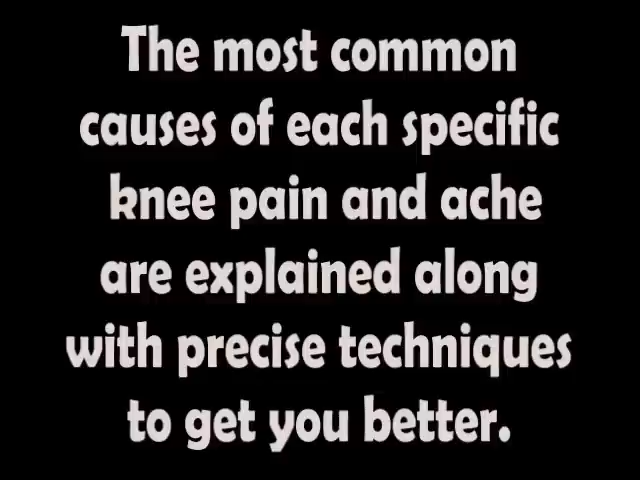 The most common
causes of each specific
knee pain and ache
are explained along
with precise techniques
to get you better.